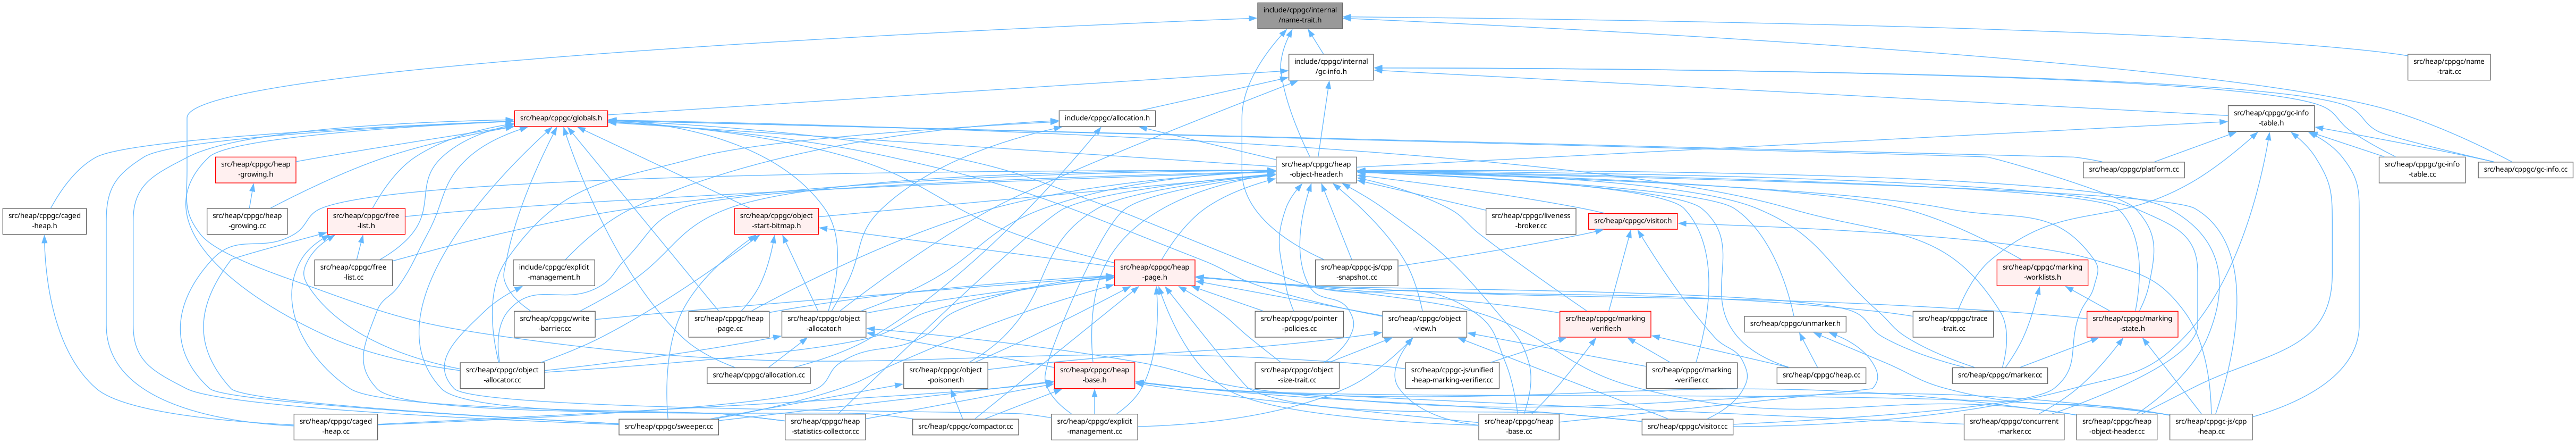 include/cppgc/internal
/name-trait.h
include/cppgc/internal
/gc-info.h
src/heap/cppgc/name
-trait.cc
src/heap/cppgc/globals.h
include/cppgc/allocation.h
src/heap/cppgc/gc-info
-table.h
src/heap/cppgc/heap
-growing.h
src/heap/cppgc/heap
-object-header.h
src/heap/cppgc/platform.cc
src/heap/cppgc/gc-info
-table.cc
src/heap/cppgc/gc-info.cc
src/heap/cppgc/caged
-heap.h
src/heap/cppgc/heap
-growing.cc
src/heap/cppgc/free
-list.h
src/heap/cppgc/object
-start-bitmap.h
src/heap/cppgc/liveness
-broker.cc
src/heap/cppgc/visitor.h
src/heap/cppgc/free
-list.cc
include/cppgc/explicit
-management.h
src/heap/cppgc/heap
-page.h
src/heap/cppgc-js/cpp
-snapshot.cc
src/heap/cppgc/marking
-worklists.h
src/heap/cppgc/write
-barrier.cc
src/heap/cppgc/heap
-page.cc
src/heap/cppgc/object
-allocator.h
src/heap/cppgc/pointer
-policies.cc
src/heap/cppgc/object
-view.h
src/heap/cppgc/marking
-verifier.h
src/heap/cppgc/unmarker.h
src/heap/cppgc/trace
-trait.cc
src/heap/cppgc/marking
-state.h
src/heap/cppgc/object
-allocator.cc
src/heap/cppgc/allocation.cc
src/heap/cppgc/object
-poisoner.h
src/heap/cppgc/heap
-base.h
src/heap/cppgc/object
-size-trait.cc
src/heap/cppgc-js/unified
-heap-marking-verifier.cc
src/heap/cppgc/marking
-verifier.cc
src/heap/cppgc/heap.cc
src/heap/cppgc/marker.cc
src/heap/cppgc/caged
-heap.cc
src/heap/cppgc/sweeper.cc
src/heap/cppgc/heap
-statistics-collector.cc
src/heap/cppgc/compactor.cc
src/heap/cppgc/explicit
-management.cc
src/heap/cppgc/heap
-base.cc
src/heap/cppgc/visitor.cc
src/heap/cppgc/concurrent
-marker.cc
src/heap/cppgc/heap
-object-header.cc
src/heap/cppgc-js/cpp
-heap.cc